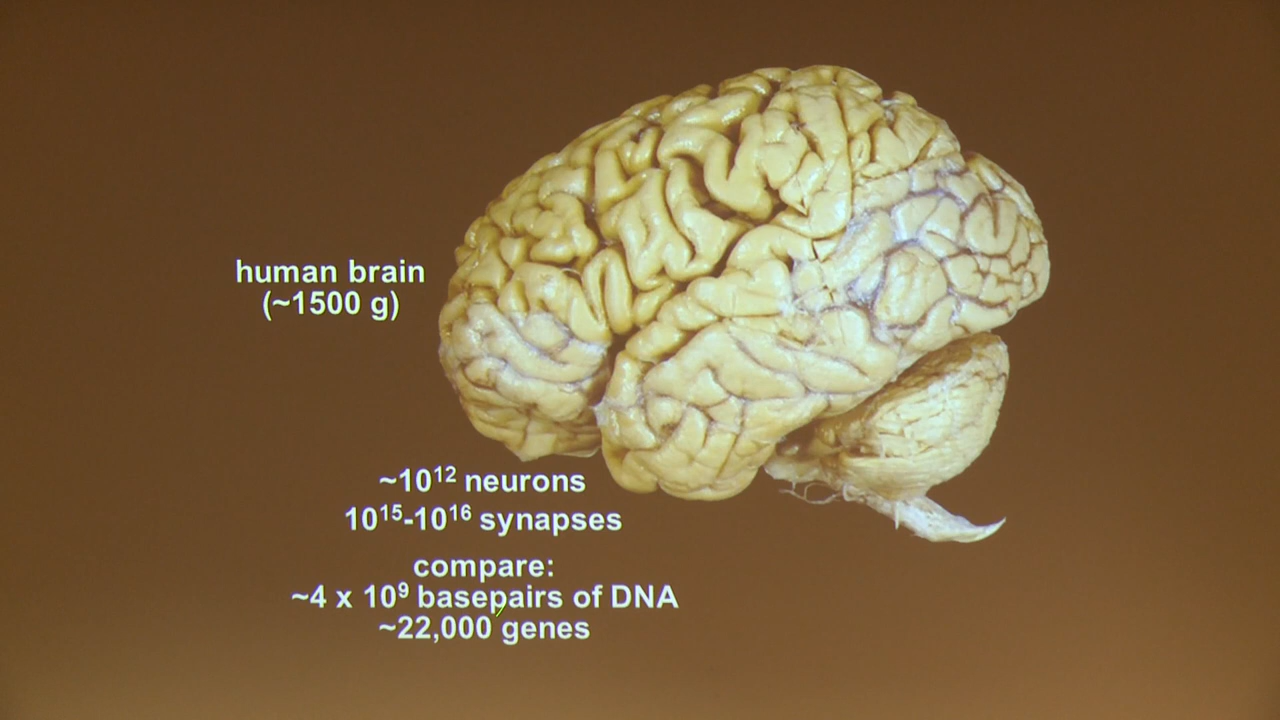 human brain
(~1500 g)
~10¹² neurons
10¹⁵-10¹⁶ synapses
compare:
~4 x 10⁹ basepairs of DNA
~22,000 genes